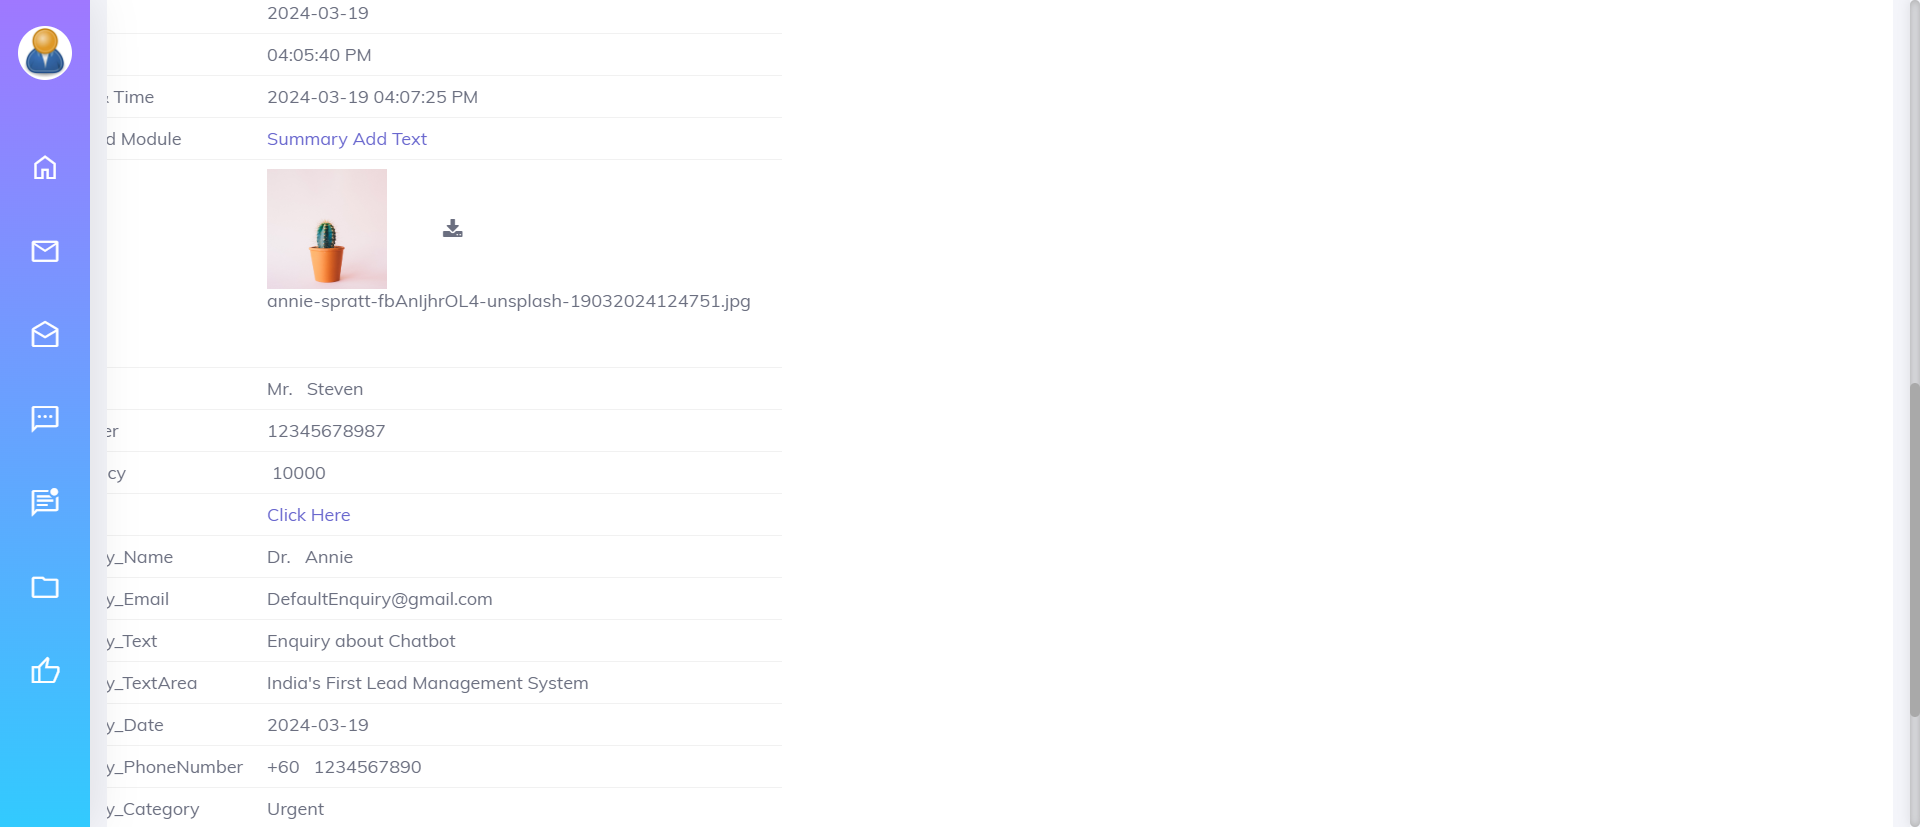 2024-03-19
04:05:40 PM
Time 2024-03-19 04:07:25 PM
Module Summary Add Text
annie-spratt-fbAnIjhrOL4-unsplash-19032024124751.jpg
Mr. Steven
er 12345678987
cy 10000
Click Here
y_Name Dr. Annie
y_Email DefaultEnquiry@gmail.com
y_Text Enquiry about Chatbot
y_TextArea India's First Lead Management System
y_Date 2024-03-19
y_PhoneNumber +60 1234567890
y_Category Urgent